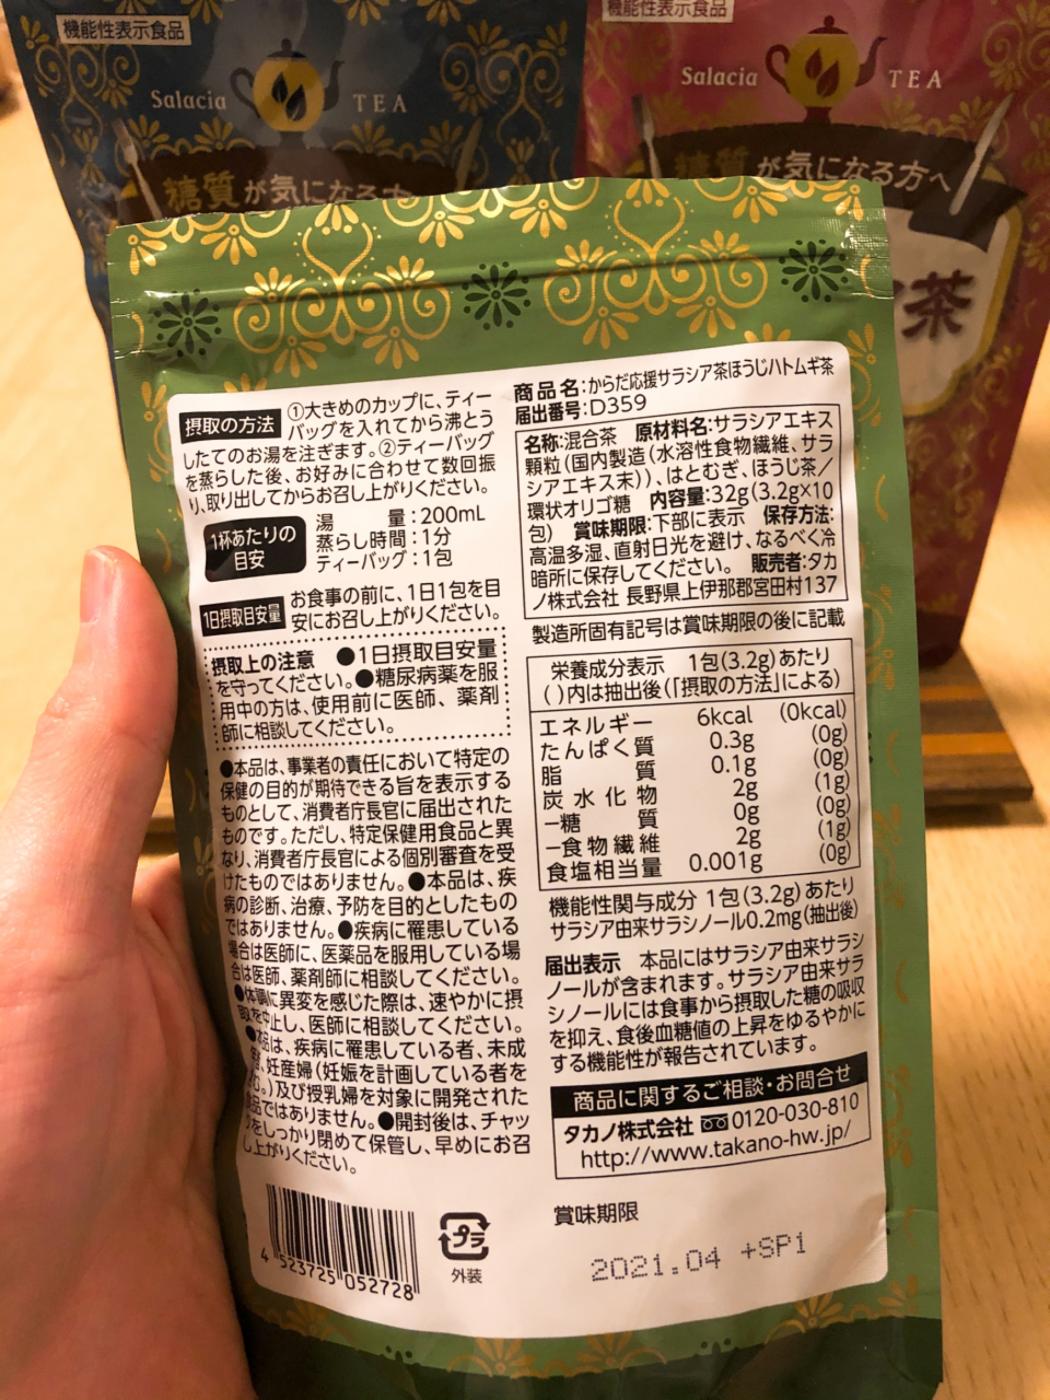 機能性表示食品
Salacia TEA
糖質が気になる方
機能性表示食品
Salacia TEA
糖質が気になる方へ
茶
摂取の方法 ①大きめのカップに、ティー
バッグを入れてから沸とう
したてのお湯を注ぎます。②ティーバッグ
を蒸らした後、お好みに合わせて数回振
り、取り出してからお召し上がりください。
1杯あたりの
目安
湯量:200mL
蒸らし時間:1分
ティーバッグ:1包
1日摂取目安量 お食事の前に、1日1包を目
安にお召し上がりください。
摂取上の注意 ●1日摂取目安量
を守ってください。●糖尿病薬を服
用中の方は、使用前に医師、薬剤
師に相談してください。
●本品は、事業者の責任において特定の
保健の目的が期待できる旨を表示する
ものとして、消費者庁長官に届出された
ものです。ただし、特定保健用食品と異
なり、消費者庁長官による個別審査を受
けたものではありません。●本品は、疾
病の診断、治療、予防を目的としたもの
ではありません。●疾病に罹患している
場合は医師に、医薬品を服用している場
合は医師、薬剤師に相談してください。
●体調に異変を感じた際は、速やかに摂
取を中止し、医師に相談してください。
●本品は、疾病に罹患している者、未成
年、妊産婦(妊娠を計画している者を
含む。)及び授乳婦を対象に開発された
食品ではありません。●開封後は、チャッ
クをしっかり閉めて保管し、早めにお召
し上がりください。
4 523725 052728
プラ
外装
商品名:からだ応援サラシア茶ほうじハトムギ茶
届出番号:D359
名称:混合茶 原材料名:サラシアエキス
顆粒(国内製造(水溶性食物繊維、サラ
シアエキス末))、はとむぎ、ほうじ茶/
環状オリゴ糖 内容量:32g(3.2g×10
包) 賞味期限:下部に表示 保存方法:
高温多湿、直射日光を避け、なるべく冷
暗所に保存してください。 販売者:タカ
ノ株式会社 長野県上伊那郡宮田村137
製造所固有記号は賞味期限の後に記載
栄養成分表示 1包(3.2g)あたり
( )内は抽出後(「摂取の方法」による)
エネルギー 6kcal (0kcal)
たんぱく質 0.3g (0g)
脂質 0.1g (0g)
炭水化物 2g (1g)
-糖質 0g (0g)
-食物繊維 2g (1g)
食塩相当量 0.001g (0g)
機能性関与成分 1包(3.2g)あたり
サラシア由来サラシノール0.2mg(抽出後)
届出表示 本品にはサラシア由来サラシ
ノールが含まれます。サラシア由来サラ
シノールには食事から摂取した糖の吸収
を抑え、食後血糖値の上昇をゆるやかに
する機能性が報告されています。
商品に関するご相談・お問合せ
タカノ株式会社 0120-030-810
http://www.takano-hw.jp/
賞味期限
2021.04 +SP1